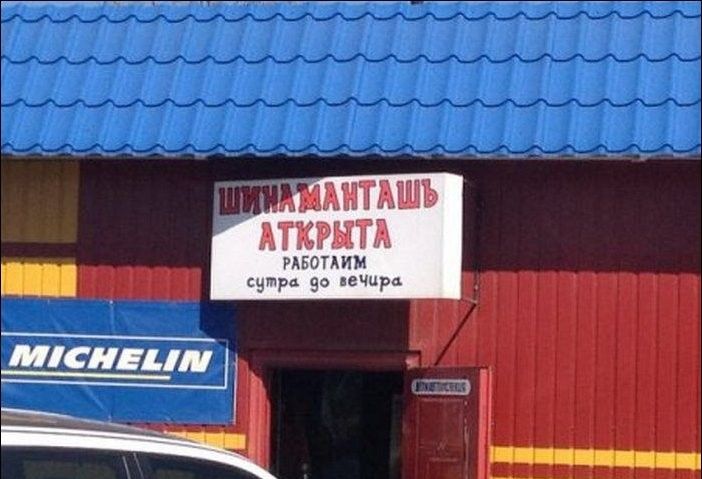 ШИНАМАНТАШЪ
АТКРЫТА
РАБОТАИМ
сутра до вечира
MICHELIN